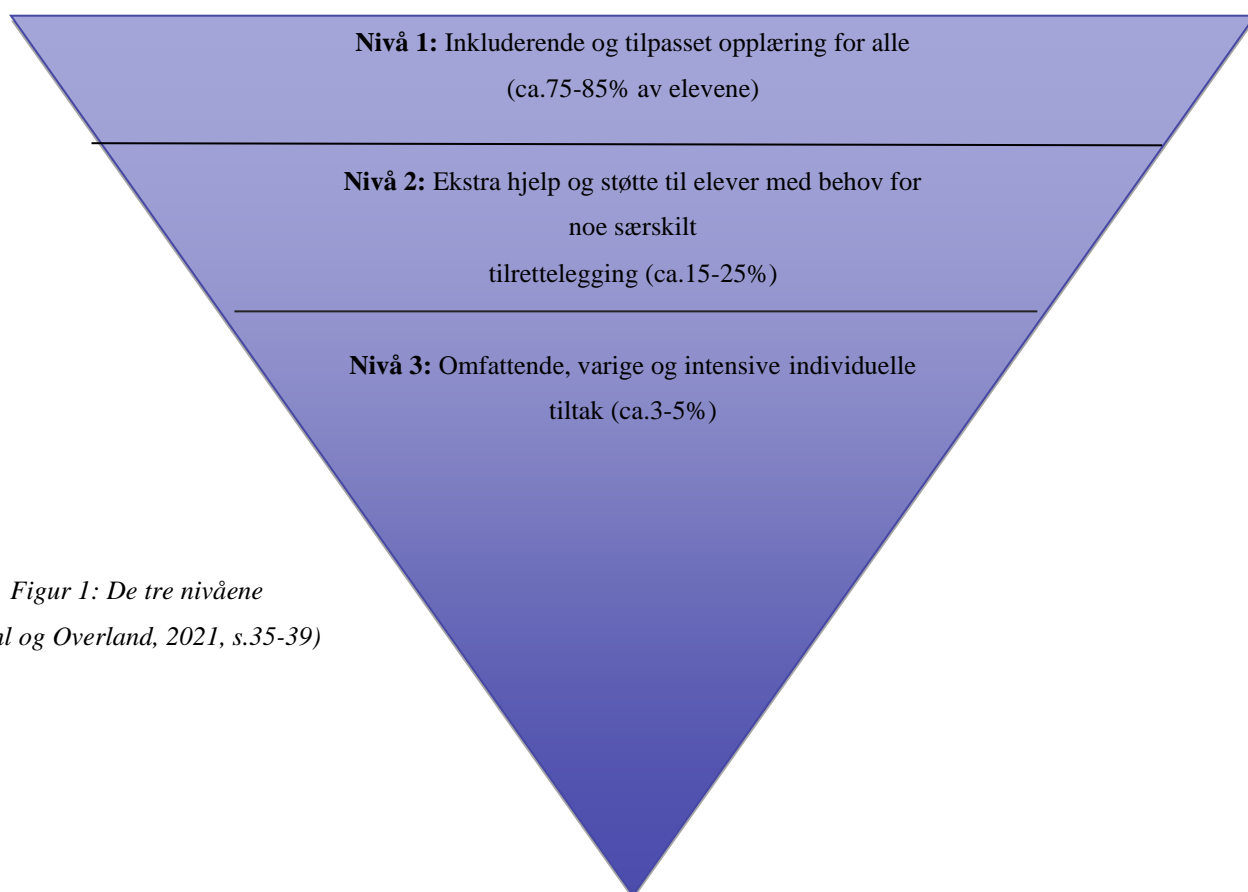 Nivå 1: Inkluderende og tilpasset opplæring for alle
(ca.75-85% av elevene)
Nivå 2: Ekstra hjelp og støtte til elever med behov for
noe særskilt
tilrettelegging (ca.15-25%)
Nivå 3: Omfattende, varige og intensive individuelle
tiltak (ca.3-5%)
Figur 1: De tre nivåene
og Overland, 2021, s.35-39)